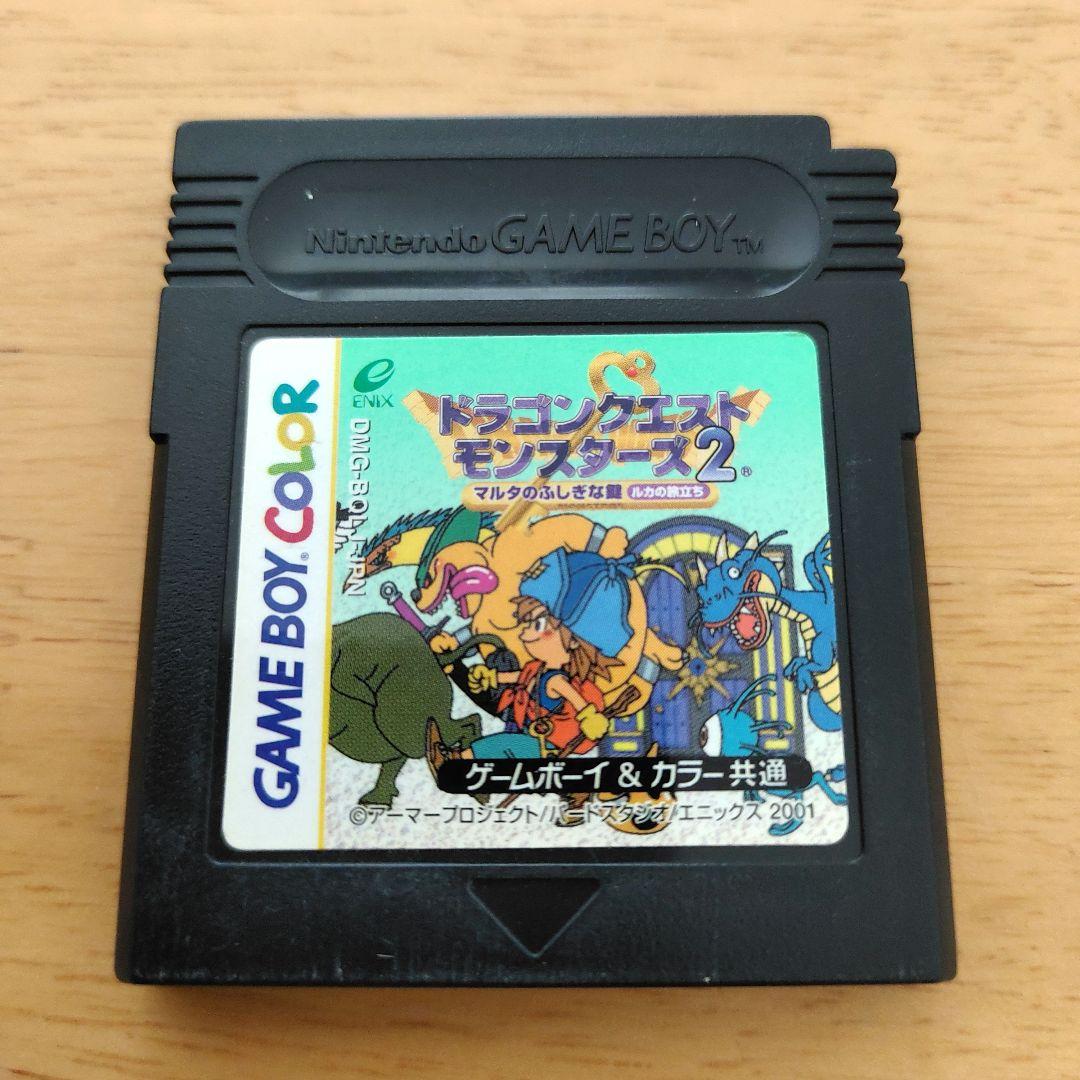 Nintendo GAME BOY TM
GAME BOY COLOR
ENIX
ドラゴンクエスト
モンスターズ2®
マルタのふしぎな鍵 ルカの旅立ち
ゲームボーイ & カラー共通
©アーマープロジェクト/バードスタジオ/エニックス 2001